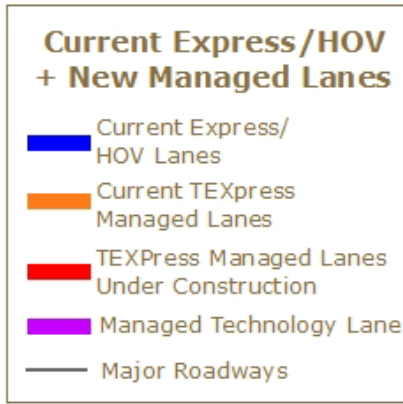 Current Express/HOV
+ New Managed Lanes
Current Express/
HOV Lanes
Current TEXpress
Managed Lanes
TEXPress Managed Lanes
Under Construction
Managed Technology Lane
Major Roadways